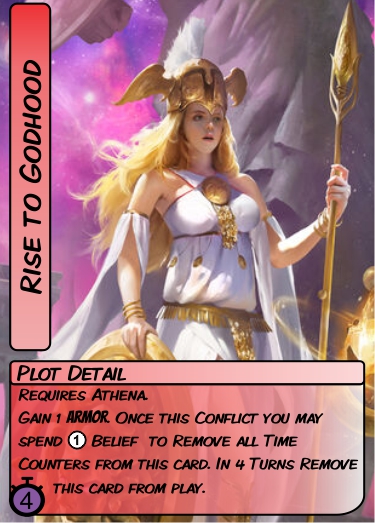 RISE TO GODHOOD
PLOT DETAIL
REQUIRES ATHENA.
GAIN 1 ARMOR. ONCE THIS CONFLICT YOU MAY
SPEND 1 BELIEF TO REMOVE ALL TIME
COUNTERS FROM THIS CARD. IN 4 TURNS REMOVE
THIS CARD FROM PLAY.
4